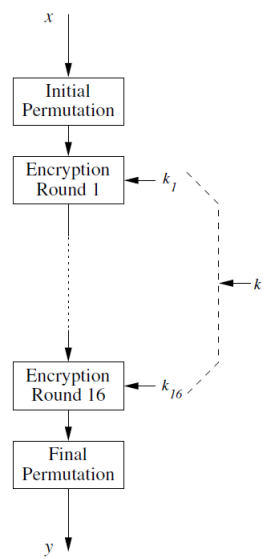 x
Initial
Permutation
Encryption
Round 1
k1
k
Encryption
Round 16
k16
Final
Permutation
y